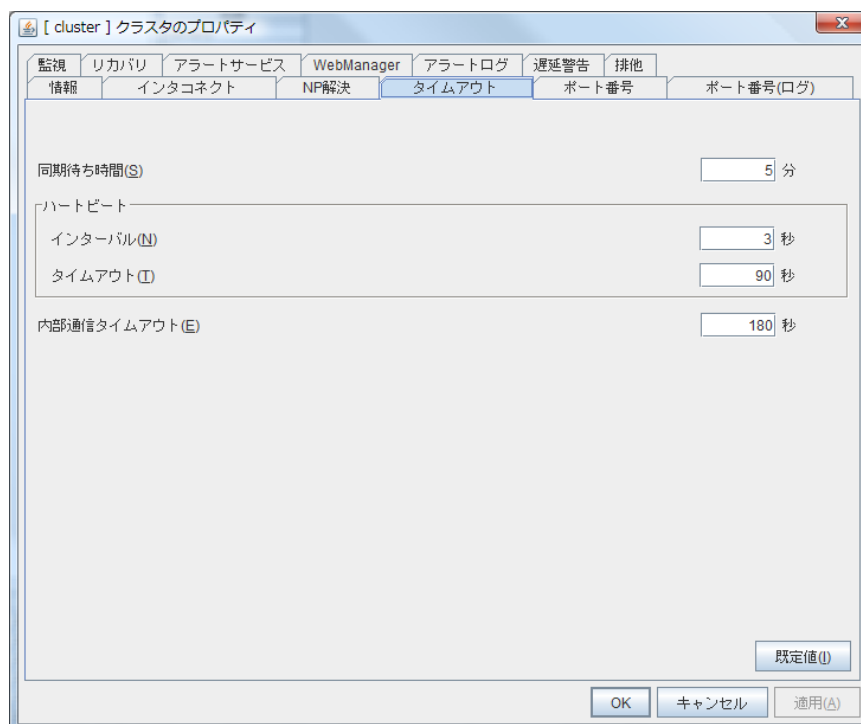 [ cluster ] クラスタのプロパティ
監視 リカバリ アラートサービス WebManager アラートログ 遅延警告 排他
情報 インタコネクト NP解決 タイムアウト ポート番号 ポート番号(ログ)
同期待ち時間(S) 5 分
ハートビート
インターバル(N) 3 秒
タイムアウト(T) 90 秒
内部通信タイムアウト(E) 180 秒
既定値(I)
OK キャンセル 適用(A)